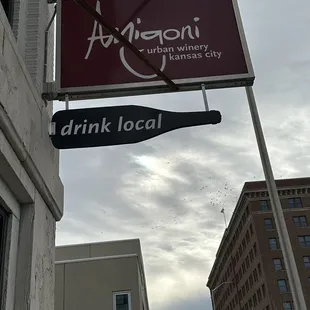 Amigoni
urban winery
kansas city
drink local